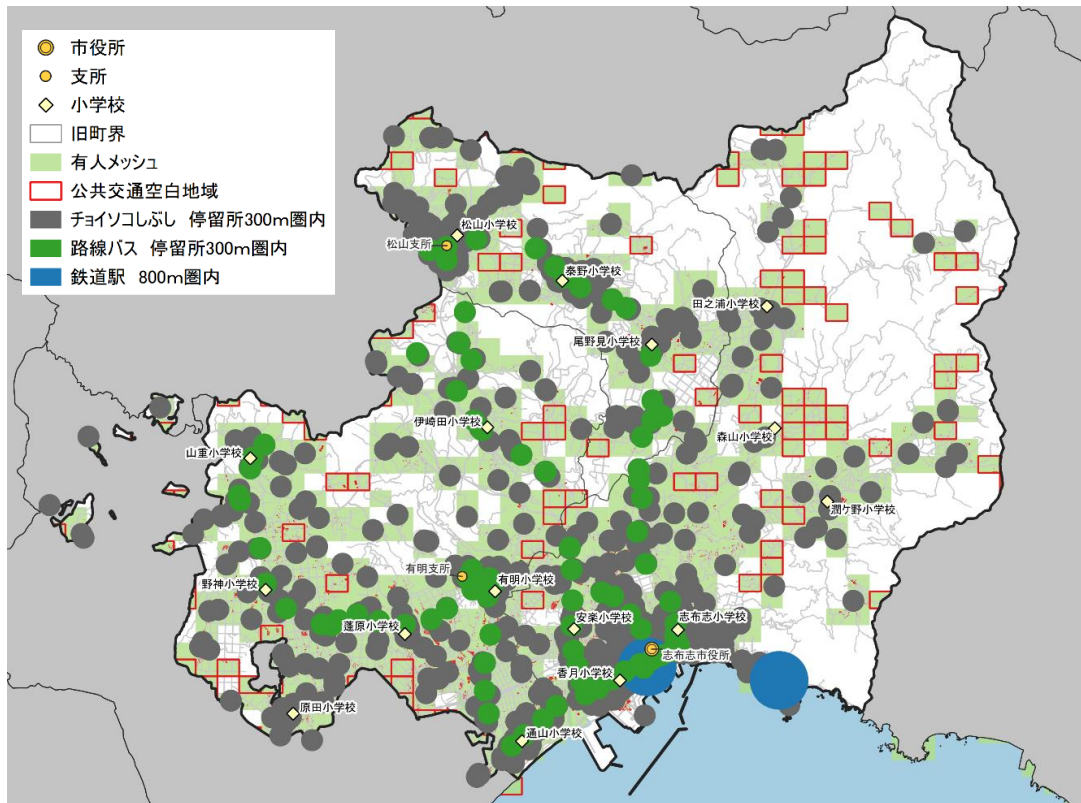 市役所
支所
小学校
旧町界
有人メッシュ
公共交通空白地域
チョイソコしぶし 停留所300m圏内
路線バス 停留所300m圏内
鉄道駅 800m圏内
松山小学校
松山支所
泰野小学校
田之浦小学校
尾野見小学校
伊崎田小学校
森山小学校
山重小学校
潤ケ野小学校
有明支所
野神小学校
有明小学校
安楽小学校
志布志小学校
蓬原小学校
志布志市役所
香月小学校
原田小学校
通山小学校